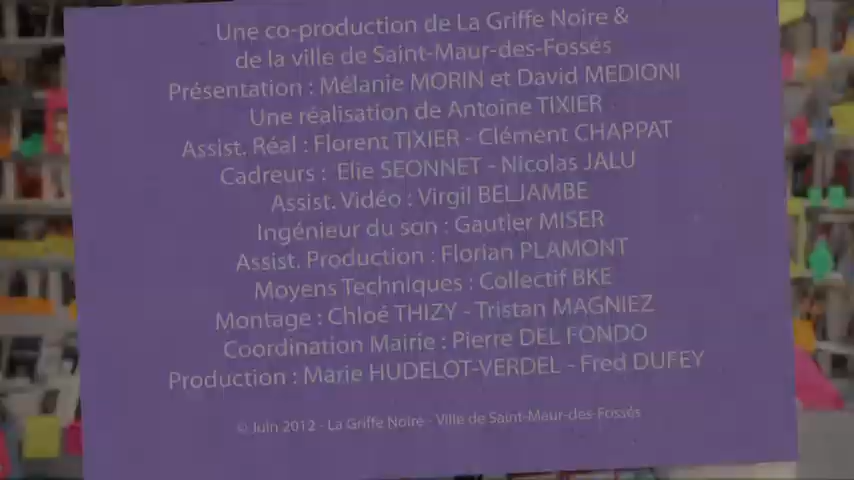 Une co-production de La Griffe Noire &
de la ville de Saint-Maur-des-Fossés
Présentation : Mélanie MORIN et David MEDIONI
Une réalisation de Antoine TIXIER
Assist. Réal : Florent TIXIER - Clément CHAPPAT
Cadreurs : Elie SEONNET - Nicolas JALU
Assist. Vidéo : Virgil BELJAMBE
Ingénieur du son : Gautier MISER
Assist. Production : Florian PLAMONT
Moyens Techniques : Collectif BKE
Montage : Chloé THIZY - Tristan MAGNIEZ
Coordination Mairie : Pierre DEL FONDO
Production : Marie HUDELOT-VERDEL - Fred DUFEY
© Juin 2012 - La Griffe Noire - Ville de Saint-Maur-des-Fossés